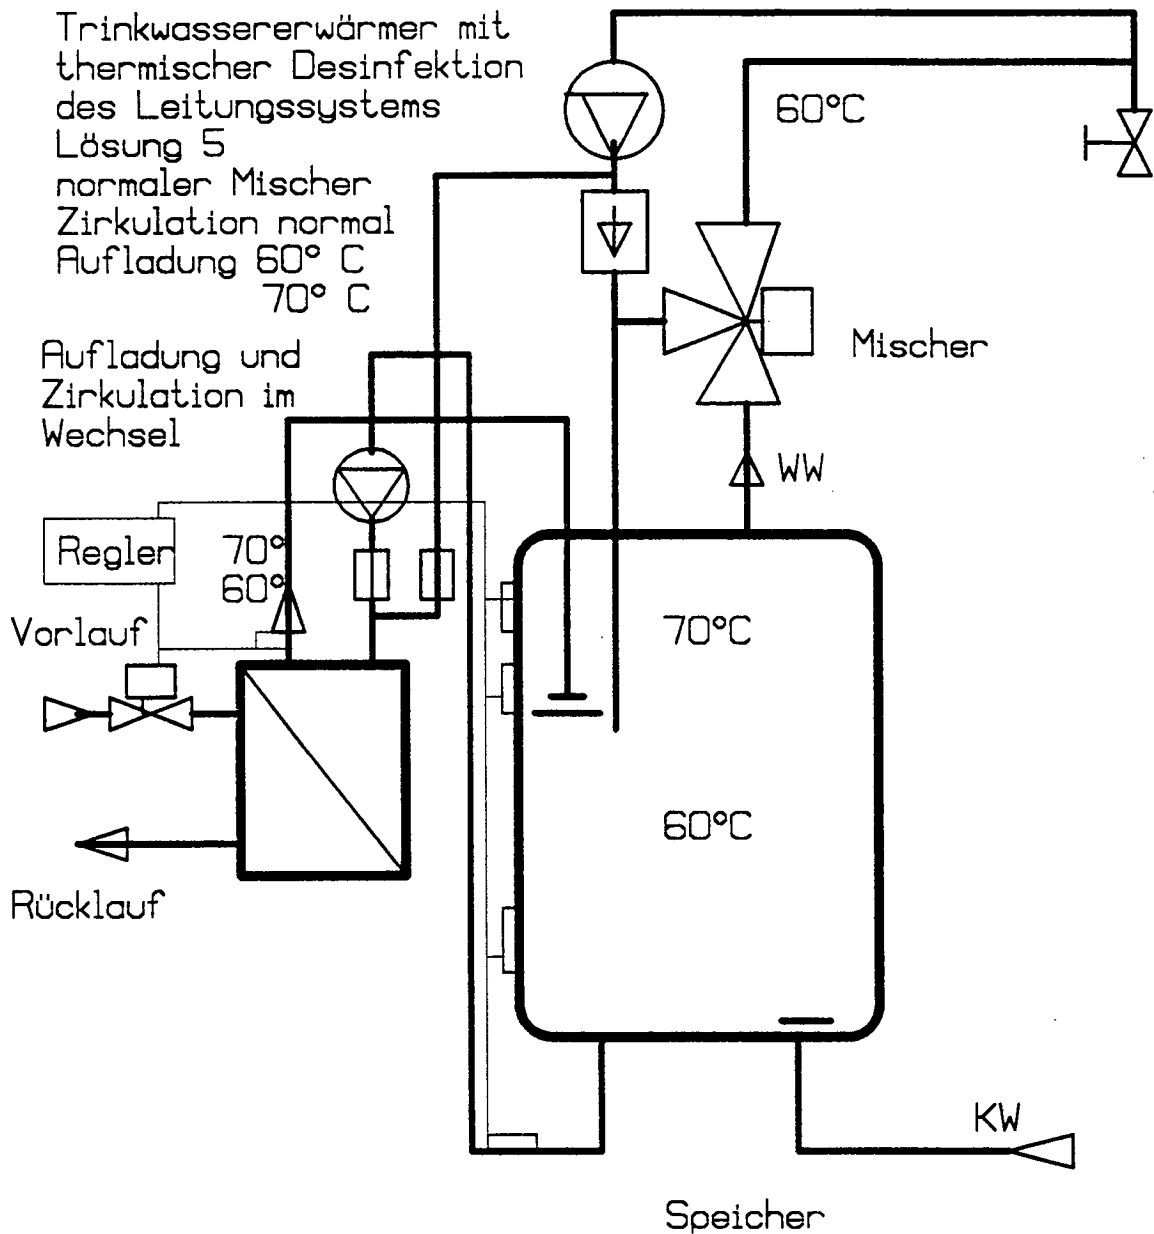 Trinkwassererwärmer mit
thermischer Desinfektion
des Leitungssystems
Lösung 5
normaler Mischer
Zirkulation normal
Aufladung 60° C
70° C
Aufladung und
Zirkulation im
Wechsel
60°C
Mischer
WW
Regler
70°
60°
Vorlauf
70°C
60°C
Rücklauf
KW
Speicher